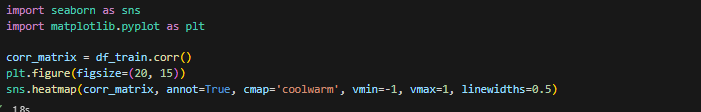 import seaborn as sns
import matplotlib.pyplot as plt
corr_matrix = df_train.corr()
plt.figure(figsize=(20, 15))
sns.heatmap(corr_matrix, annot=True, cmap='coolwarm', vmin=-1, vmax=1, linewidths=0.5)
1.8s